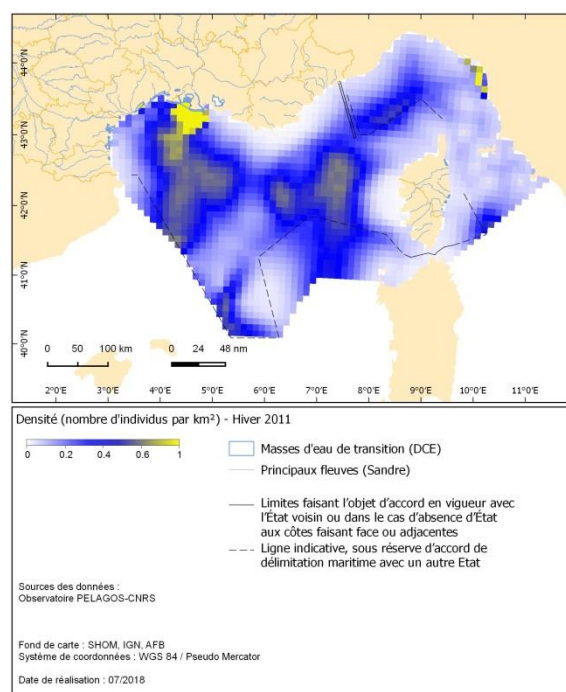 44°0'N
43°0'N
42°0'N
41°0'N
40°0'N
0 50 100 km
0 24 48 nm
2°0'E 3°0'E 4°0'E 5°0'E 6°0'E 7°0'E 8°0'E 9°0'E 10°0'E 11°0'E
Densité (nombre d'individus par km²) - Hiver 2011
0 0.2 0.4 0.6 1
Masses d'eau de transition (DCE)
Principaux fleuves (Sandre)
Limites faisant l'objet d'accord en vigueur avec
l'État voisin ou dans le cas d'absence d'État
aux côtes faisant face ou adjacentes
Ligne indicative, sous réserve d'accord de
délimitation maritime avec un autre Etat
Sources des données :
Observatoire PELAGOS-CNRS
Fond de carte : SHOM, IGN, AFB
Système de coordonnées : WGS 84 / Pseudo Mercator
Date de réalisation : 07/2018